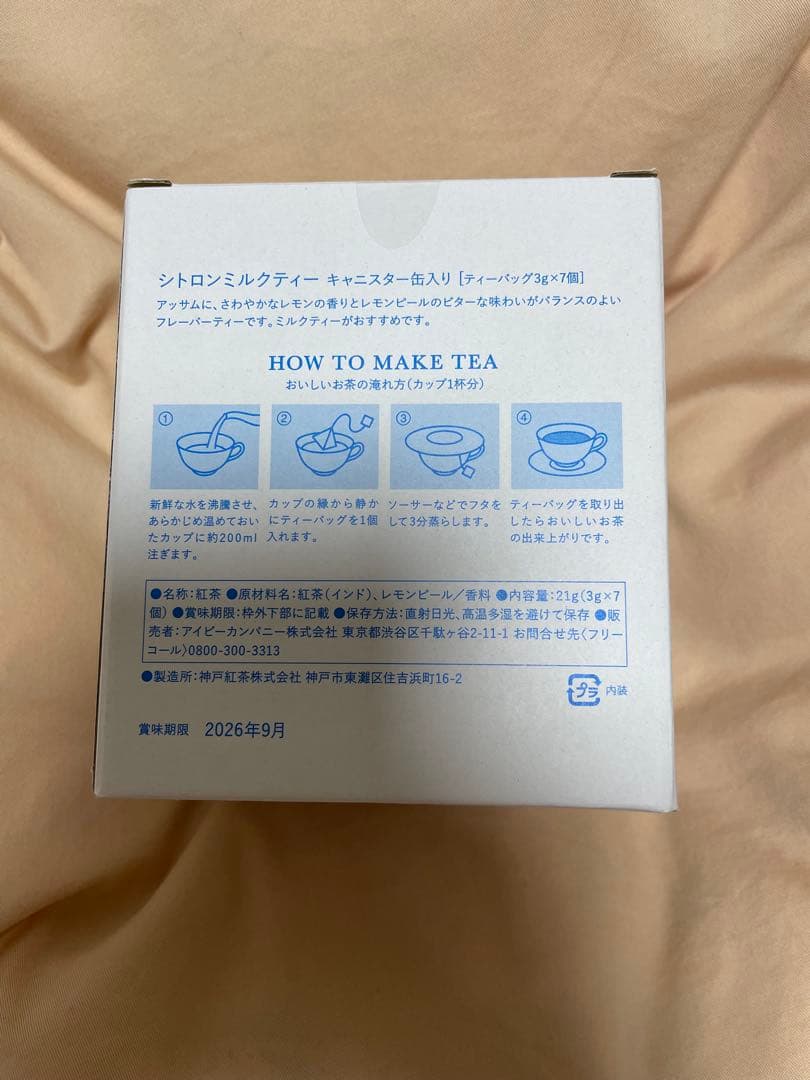 シトロンミルクティー キャニスター缶入り [ティーバッグ3g×7個]
アッサムに、さわやかなレモンの香りとレモンピールのビターな味わいがバランスのよい
フレーバーティーです。ミルクティーがおすすめです。
HOW TO MAKE TEA
おいしいお茶の淹れ方(カップ1杯分)
①
新鮮な水を沸騰させ、
あらかじめ温めておい
たカップに約200ml
注ぎます。
②
カップの縁から静か
にティーバッグを1個
入れます。
③
ソーサーなどでフタを
して3分蒸らします。
④
ティーバッグを取り出
したらおいしいお茶
の出来上がりです。
●名称:紅茶 ●原材料名:紅茶(インド)、レモンピール/香料 ●内容量:21g(3g×7
個) ●賞味期限:枠外下部に記載 ●保存方法:直射日光、高温多湿を避けて保存 ●販
売者:アイビーカンパニー株式会社 東京都渋谷区千駄ヶ谷2-11-1 お問合せ先〈フリー
コール〉0800-300-3313
●製造所:神戸紅茶株式会社 神戸市東灘区住吉浜町16-2
プラ 内装
賞味期限 2026年9月